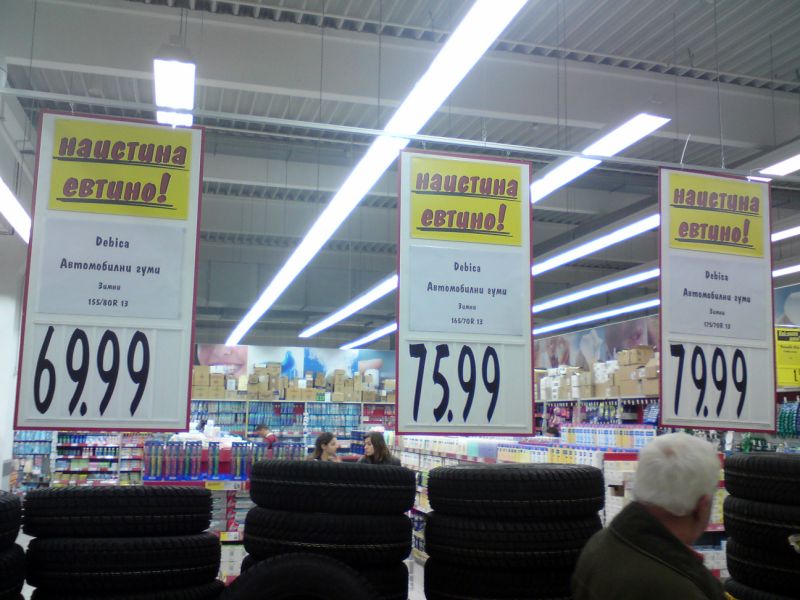 наистина
евтино!
Debica
Автомобилни гуми
Зимни
155/80R 13
69.99
наистина
евтино!
Debica
Автомобилни гуми
Зимни
165/70R 13
75.99
наистина
евтино!
Debica
Автомобилни гуми
Зимни
175/70R 13
79.99